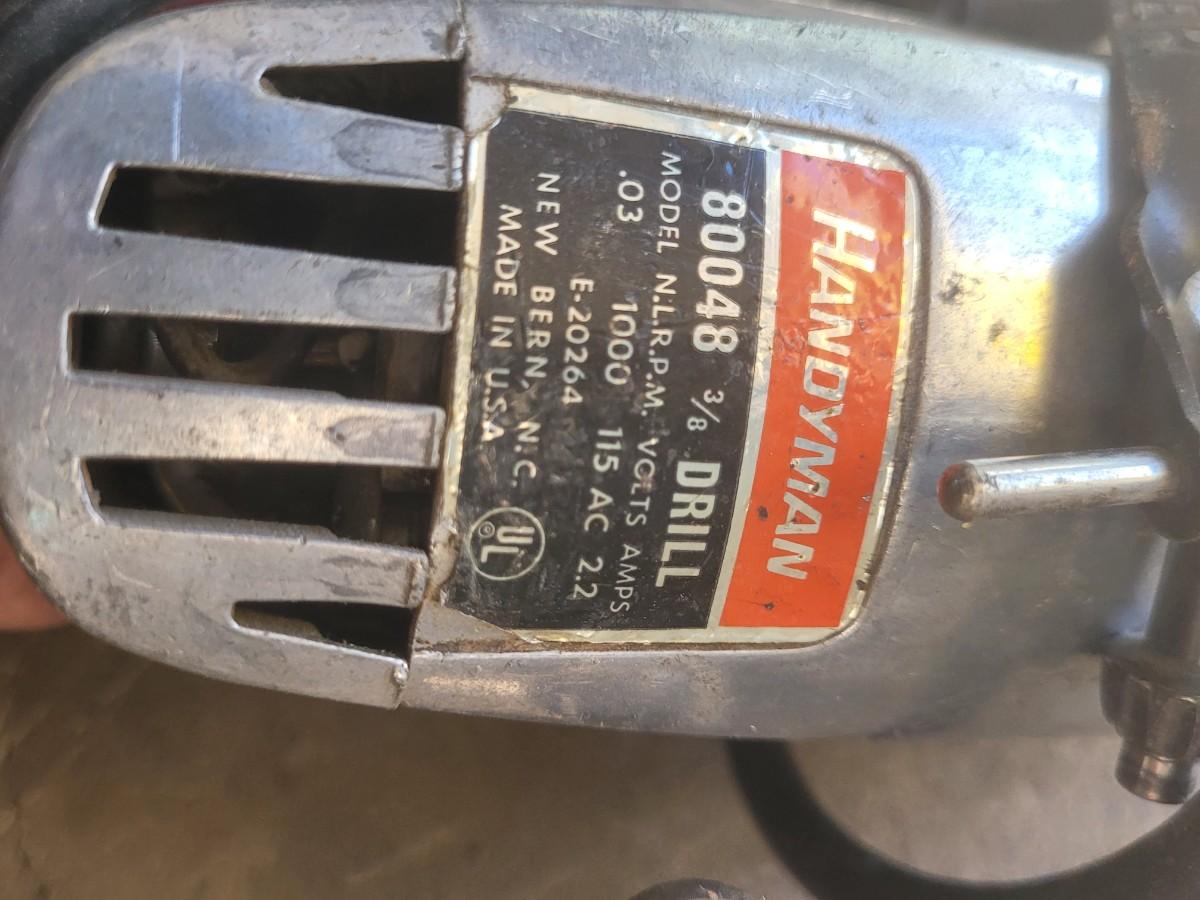 HANDYMAN
80048 3/8 DRILL
MODEL N.L.R.P.M. VOLTS AMPS
.03 1000 115 AC 2.2
E-20264
NEW BERN, N.C.
MADE IN U.S.A.
UL